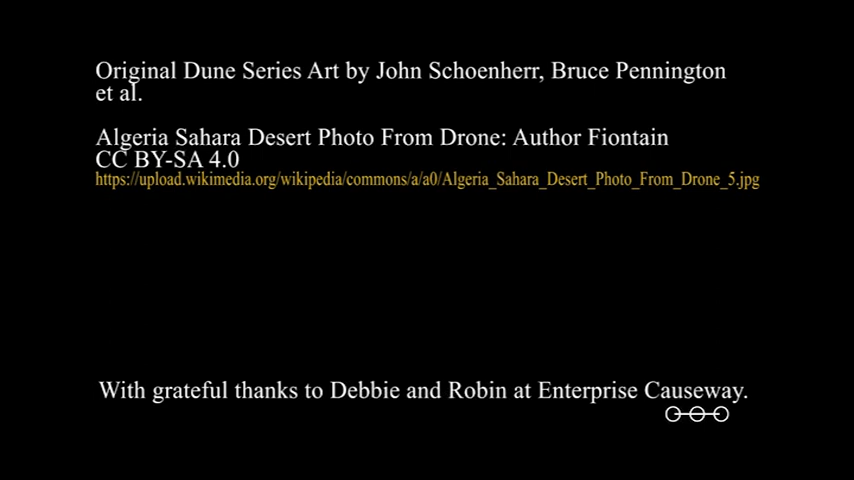 Original Dune Series Art by John Schoenherr, Bruce Pennington
et al.
Algeria Sahara Desert Photo From Drone: Author Fiontain
CC BY-SA 4.0
https://upload.wikimedia.org/wikipedia/commons/a/a0/Algeria_Sahara_Desert_Photo_From_Drone_5.jpg
With grateful thanks to Debbie and Robin at Enterprise Causeway.